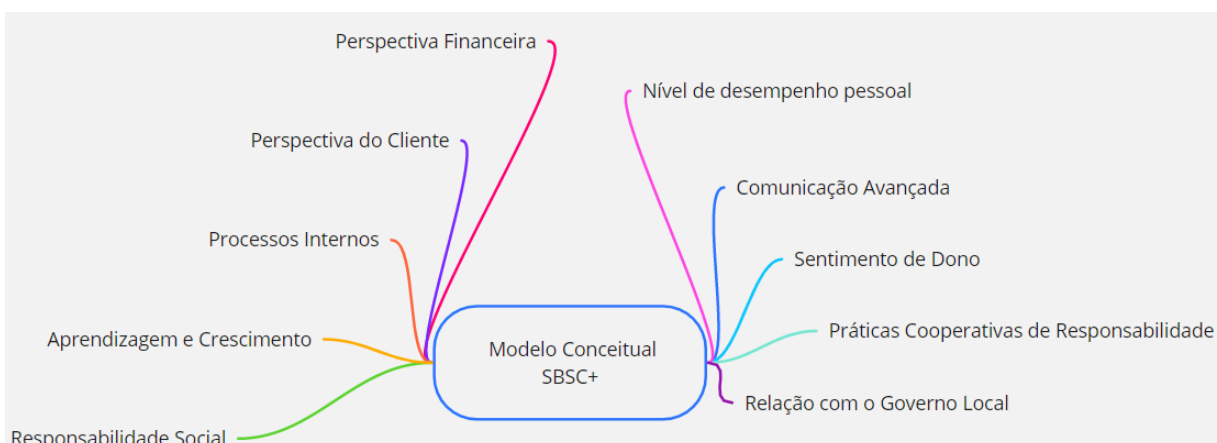 Perspectiva Financeira
Nível de desempenho pessoal
Perspectiva do Cliente
Comunicação Avançada
Processos Internos
Sentimento de Dono
Práticas Cooperativas de Responsabilidade
Aprendizagem e Crescimento
Modelo Conceitual
SBSC+
Relação com o Governo Local
Responsabilidade Social